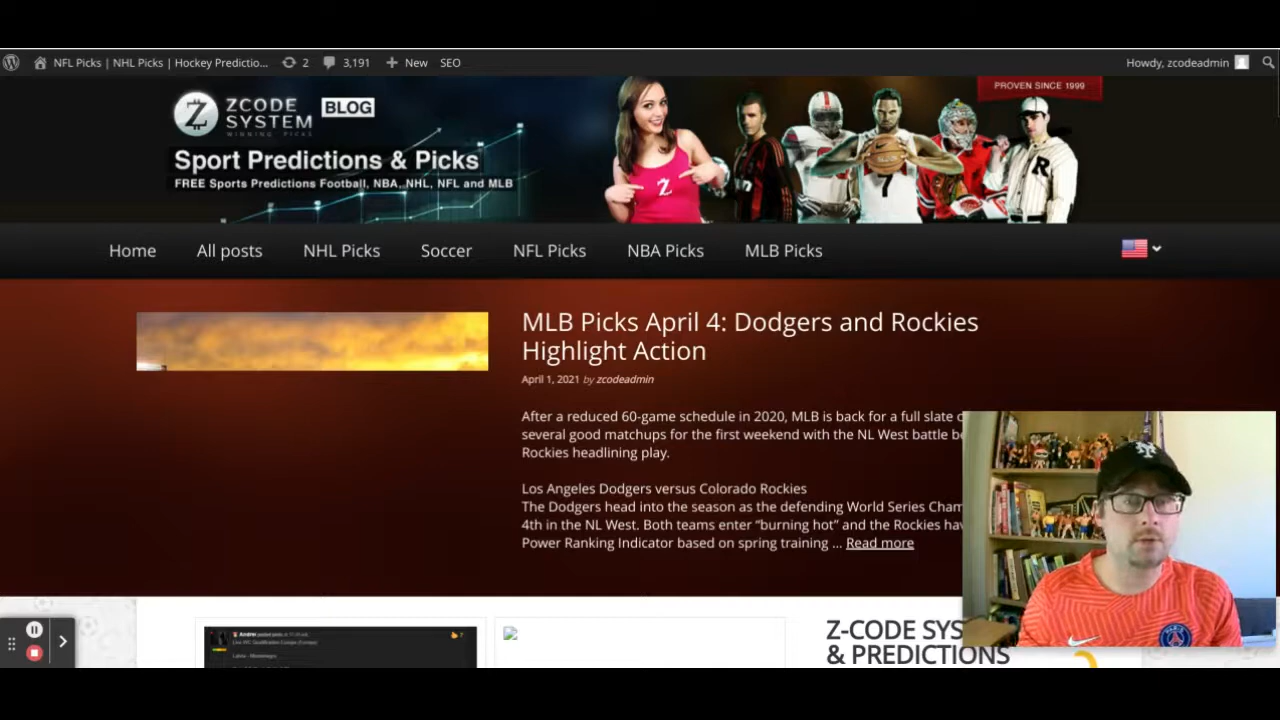 NFL Picks | NHL Picks | Hockey Predictio... 2 3,191 New SEO Howdy, zcodeadmin
PROVEN SINCE 1999
ZCODE
SYSTEM
WINNING PICKS
BLOG
Sport Predictions & Picks
FREE Sports Predictions Football, NBA, NHL, NFL and MLB
Z
7
R
Home All posts NHL Picks Soccer NFL Picks NBA Picks MLB Picks
MLB Picks April 4: Dodgers and Rockies
Highlight Action
April 1, 2021 by zcodeadmin
After a reduced 60-game schedule in 2020, MLB is back for a full slate
several good matchups for the first weekend with the NL West battle
Rockies headlining play.
Los Angeles Dodgers versus Colorado Rockies
The Dodgers head into the season as the defending World Series
4th in the NL West. Both teams enter “burning hot” and the Rockies
Power Ranking Indicator based on spring training ... Read more
Z-CODE
& PREDICTIONS